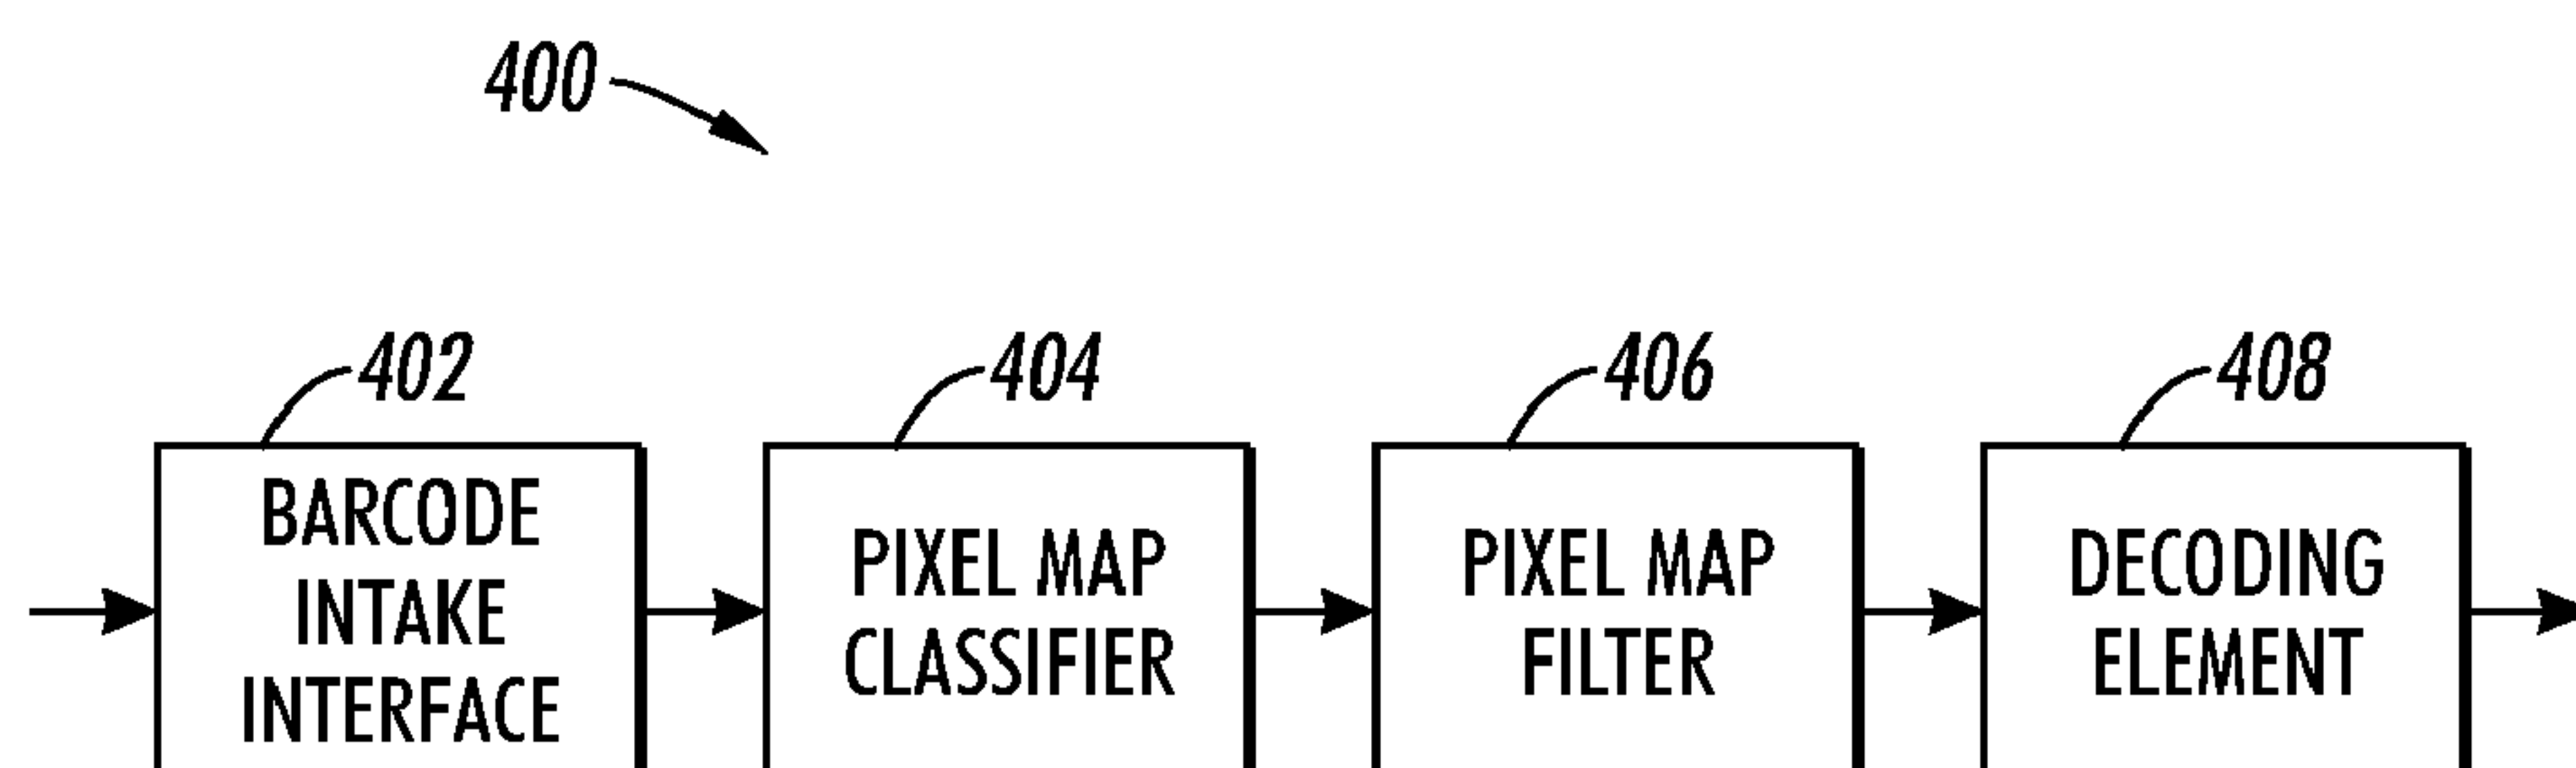 400
402
404
406
408
BARCODE
INTAKE
INTERFACE
PIXEL MAP
CLASSIFIER
PIXEL MAP
FILTER
DECODING
ELEMENT